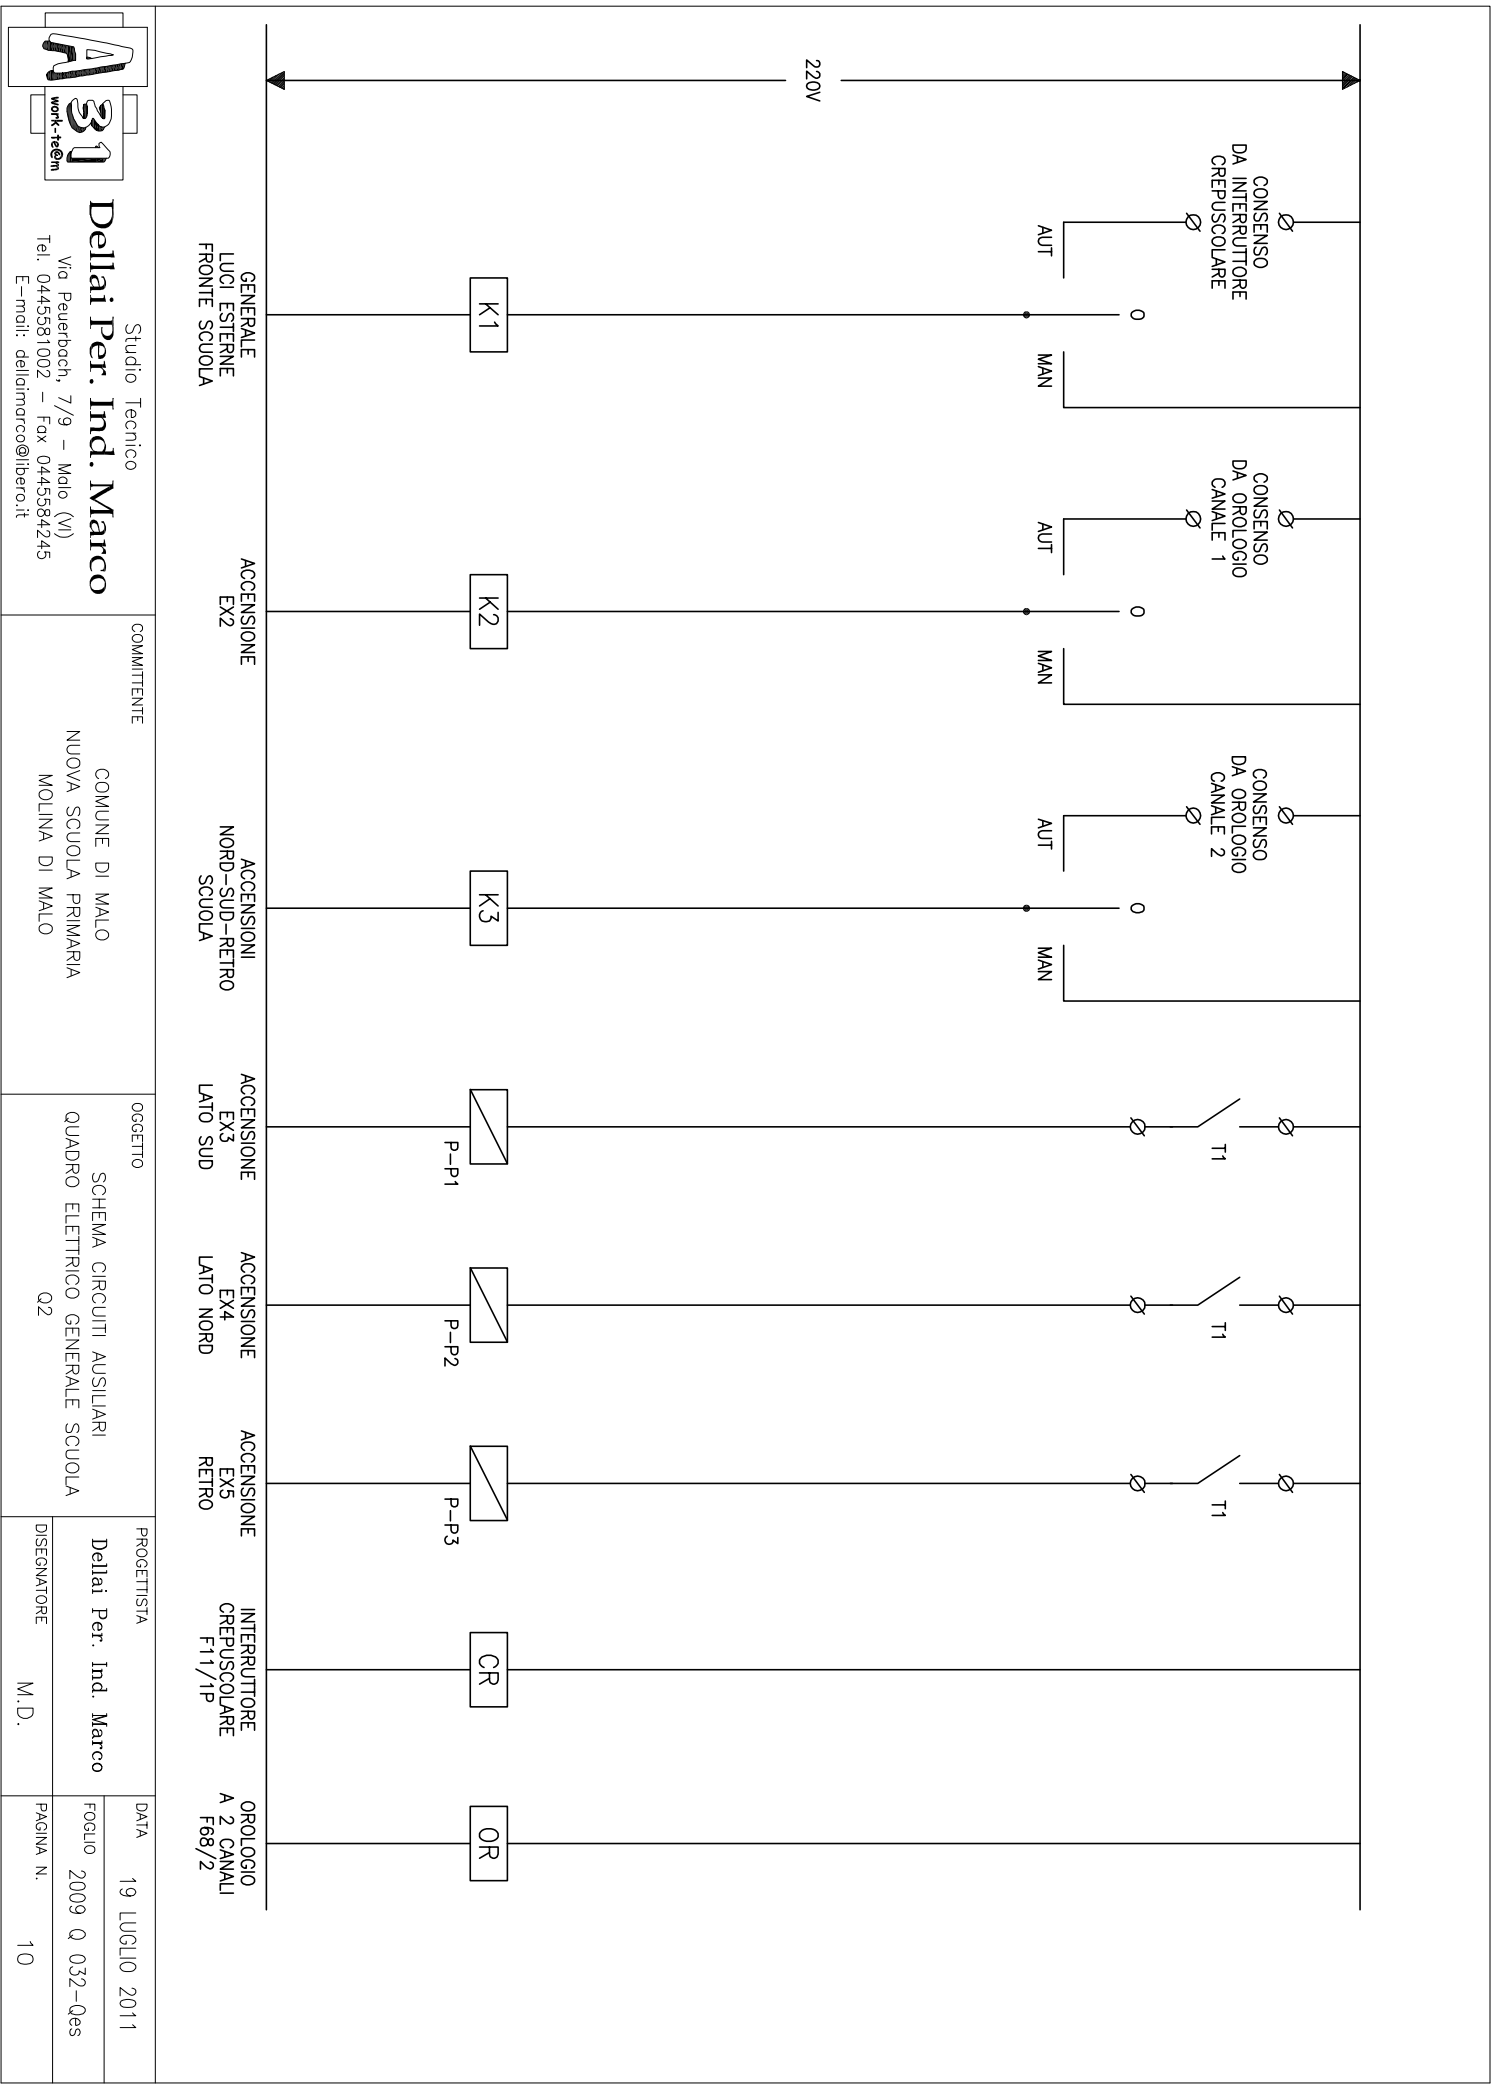 220V
CONSENSO
DA INTERRUTTORE
CREPUSCOLARE
AUT
O
MAN
CONSENSO
DA OROLOGIO
CANALE 1
AUT
O
MAN
CONSENSO
DA OROLOGIO
CANALE 2
AUT
O
MAN
T1
T1
T1
K1
K2
K3
P-P1
P-P2
P-P3
CR
OR
GENERALE
LUCI ESTERNE
FRONTE SCUOLA
ACCENSIONE
EX2
ACCENSIONI
NORD-SUD-RETRO
SCUOLA
ACCENSIONE
EX3
LATO SUD
ACCENSIONE
EX4
LATO NORD
ACCENSIONE
EX5
RETRO
INTERRUTTORE
CREPUSCOLARE
F11/1P
OROLOGIO
A 2 CANALI
F68/2
A
31
work-te@m
Studio Tecnico
Dellai Per. Ind. Marco
Via Peuerbach, 7/9 - Malo (VI)
Tel. 0445581002 - Fax 0445584245
E-mail: dellaimarco@libero.it
COMMITTENTE
COMUNE DI MALO
NUOVA SCUOLA PRIMARIA
MOLINA DI MALO
OGGETTO
SCHEMA CIRCUITI AUSILIARI
QUADRO ELETTRICO GENERALE SCUOLA
Q2
PROGETTISTA
Dellai Per. Ind. Marco
DISEGNATORE M.D.
DATA 19 LUGLIO 2011
FOGLIO 2009 Q 032-Qes
PAGINA N. 10